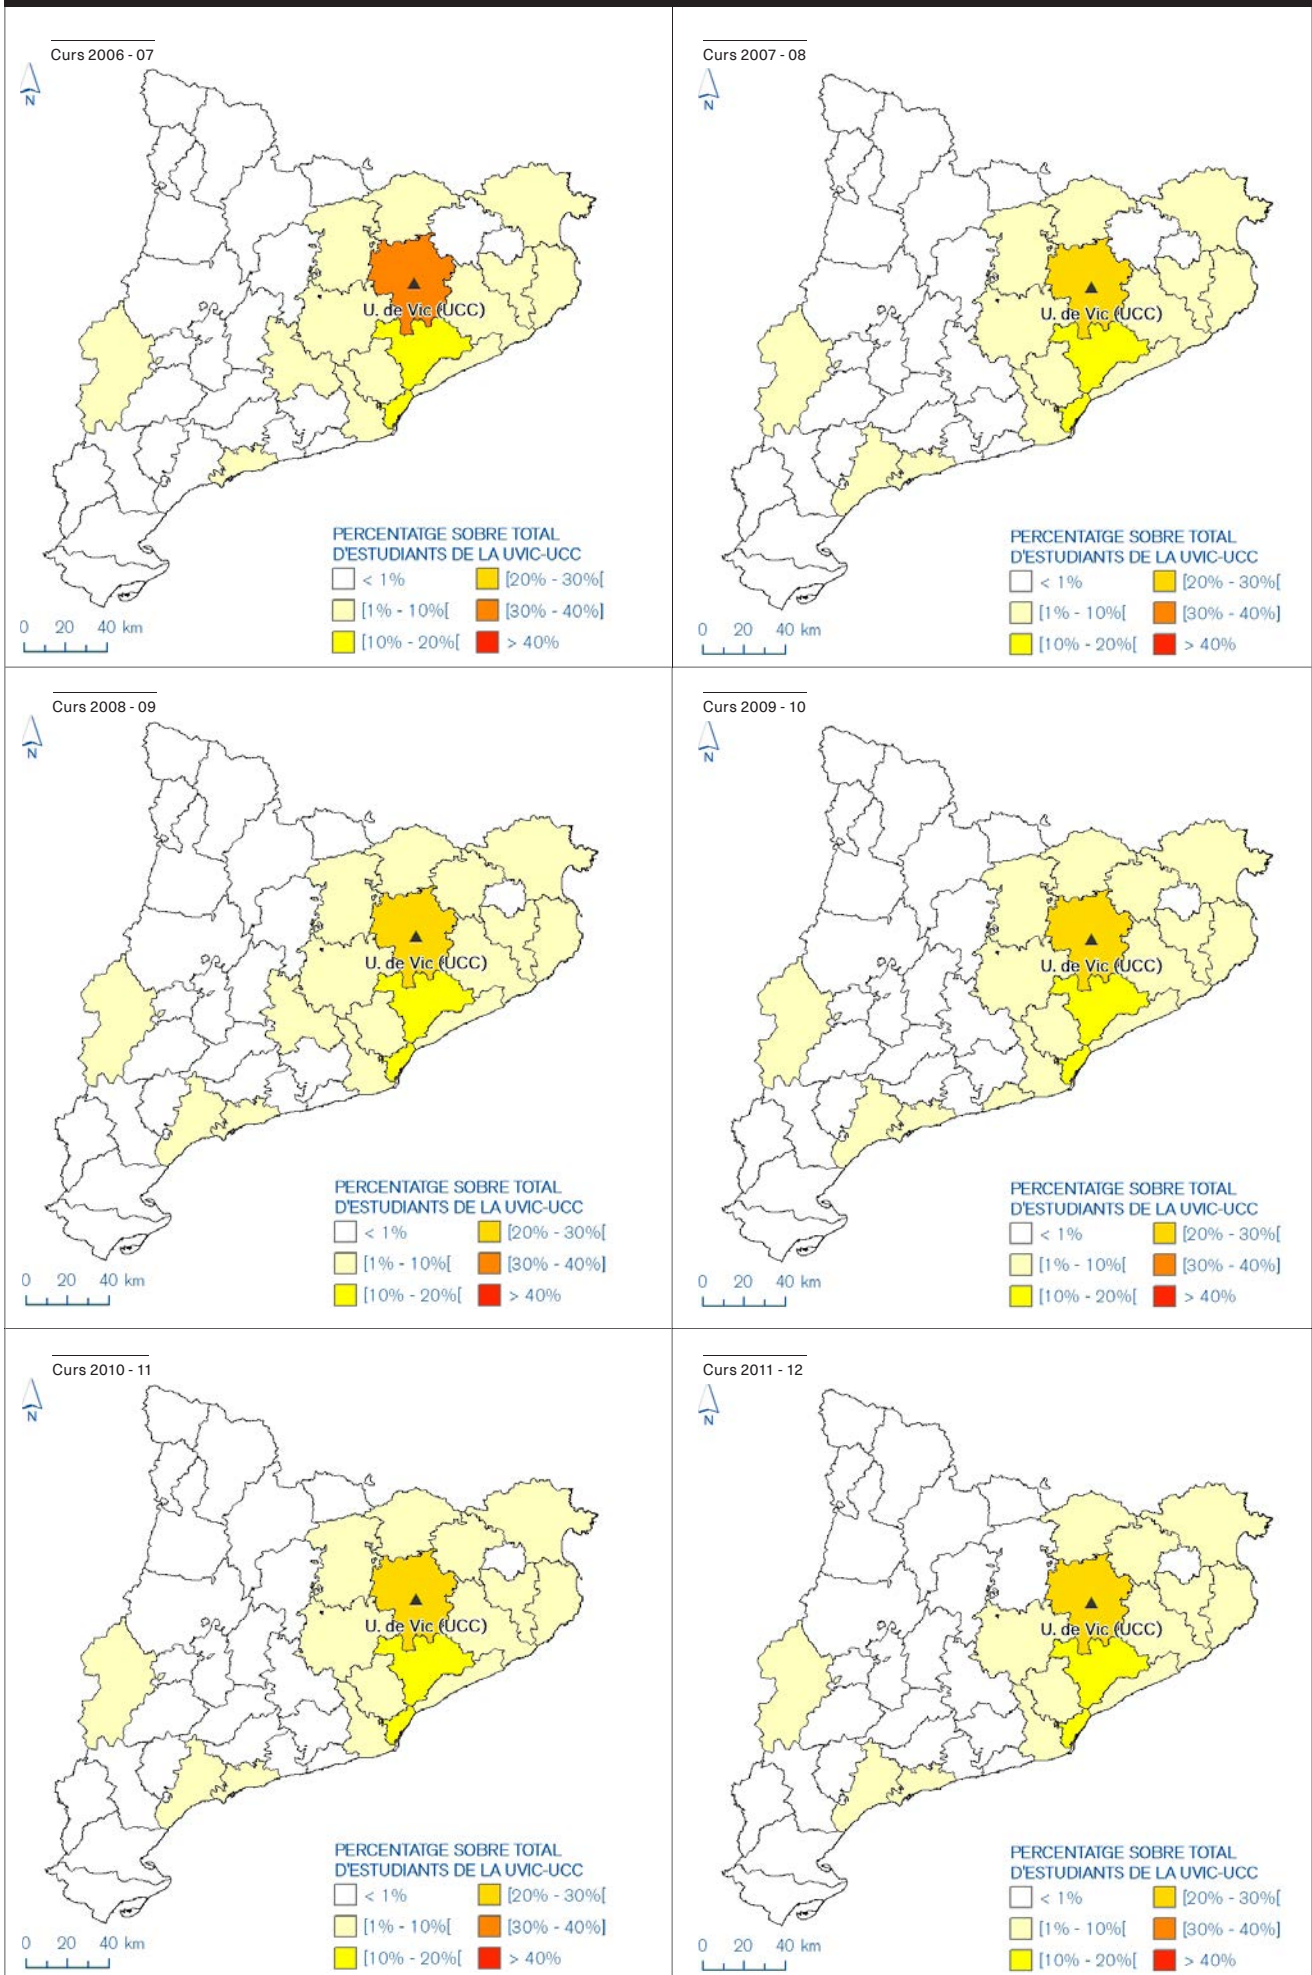 Curs 2006 - 07
N
U. de Vic (UCC)
PERCENTATGE SOBRE TOTAL
D'ESTUDIANTS DE LA UVIC-UCC
< 1% [20% - 30%[
[1% - 10%[ [30% - 40%]
[10% - 20%[ > 40%
0 20 40 km
Curs 2007 - 08
N
U. de Vic (UCC)
PERCENTATGE SOBRE TOTAL
D'ESTUDIANTS DE LA UVIC-UCC
< 1% [20% - 30%[
[1% - 10%[ [30% - 40%]
[10% - 20%[ > 40%
0 20 40 km
Curs 2008 - 09
N
U. de Vic (UCC)
PERCENTATGE SOBRE TOTAL
D'ESTUDIANTS DE LA UVIC-UCC
< 1% [20% - 30%[
[1% - 10%[ [30% - 40%]
[10% - 20%[ > 40%
0 20 40 km
Curs 2009 - 10
N
U. de Vic (UCC)
PERCENTATGE SOBRE TOTAL
D'ESTUDIANTS DE LA UVIC-UCC
< 1% [20% - 30%[
[1% - 10%[ [30% - 40%]
[10% - 20%[ > 40%
0 20 40 km
Curs 2010 - 11
N
U. de Vic (UCC)
PERCENTATGE SOBRE TOTAL
D'ESTUDIANTS DE LA UVIC-UCC
< 1% [20% - 30%[
[1% - 10%[ [30% - 40%]
[10% - 20%[ > 40%
0 20 40 km
Curs 2011 - 12
N
U. de Vic (UCC)
PERCENTATGE SOBRE TOTAL
D'ESTUDIANTS DE LA UVIC-UCC
< 1% [20% - 30%[
[1% - 10%[ [30% - 40%]
[10% - 20%[ > 40%
0 20 40 km